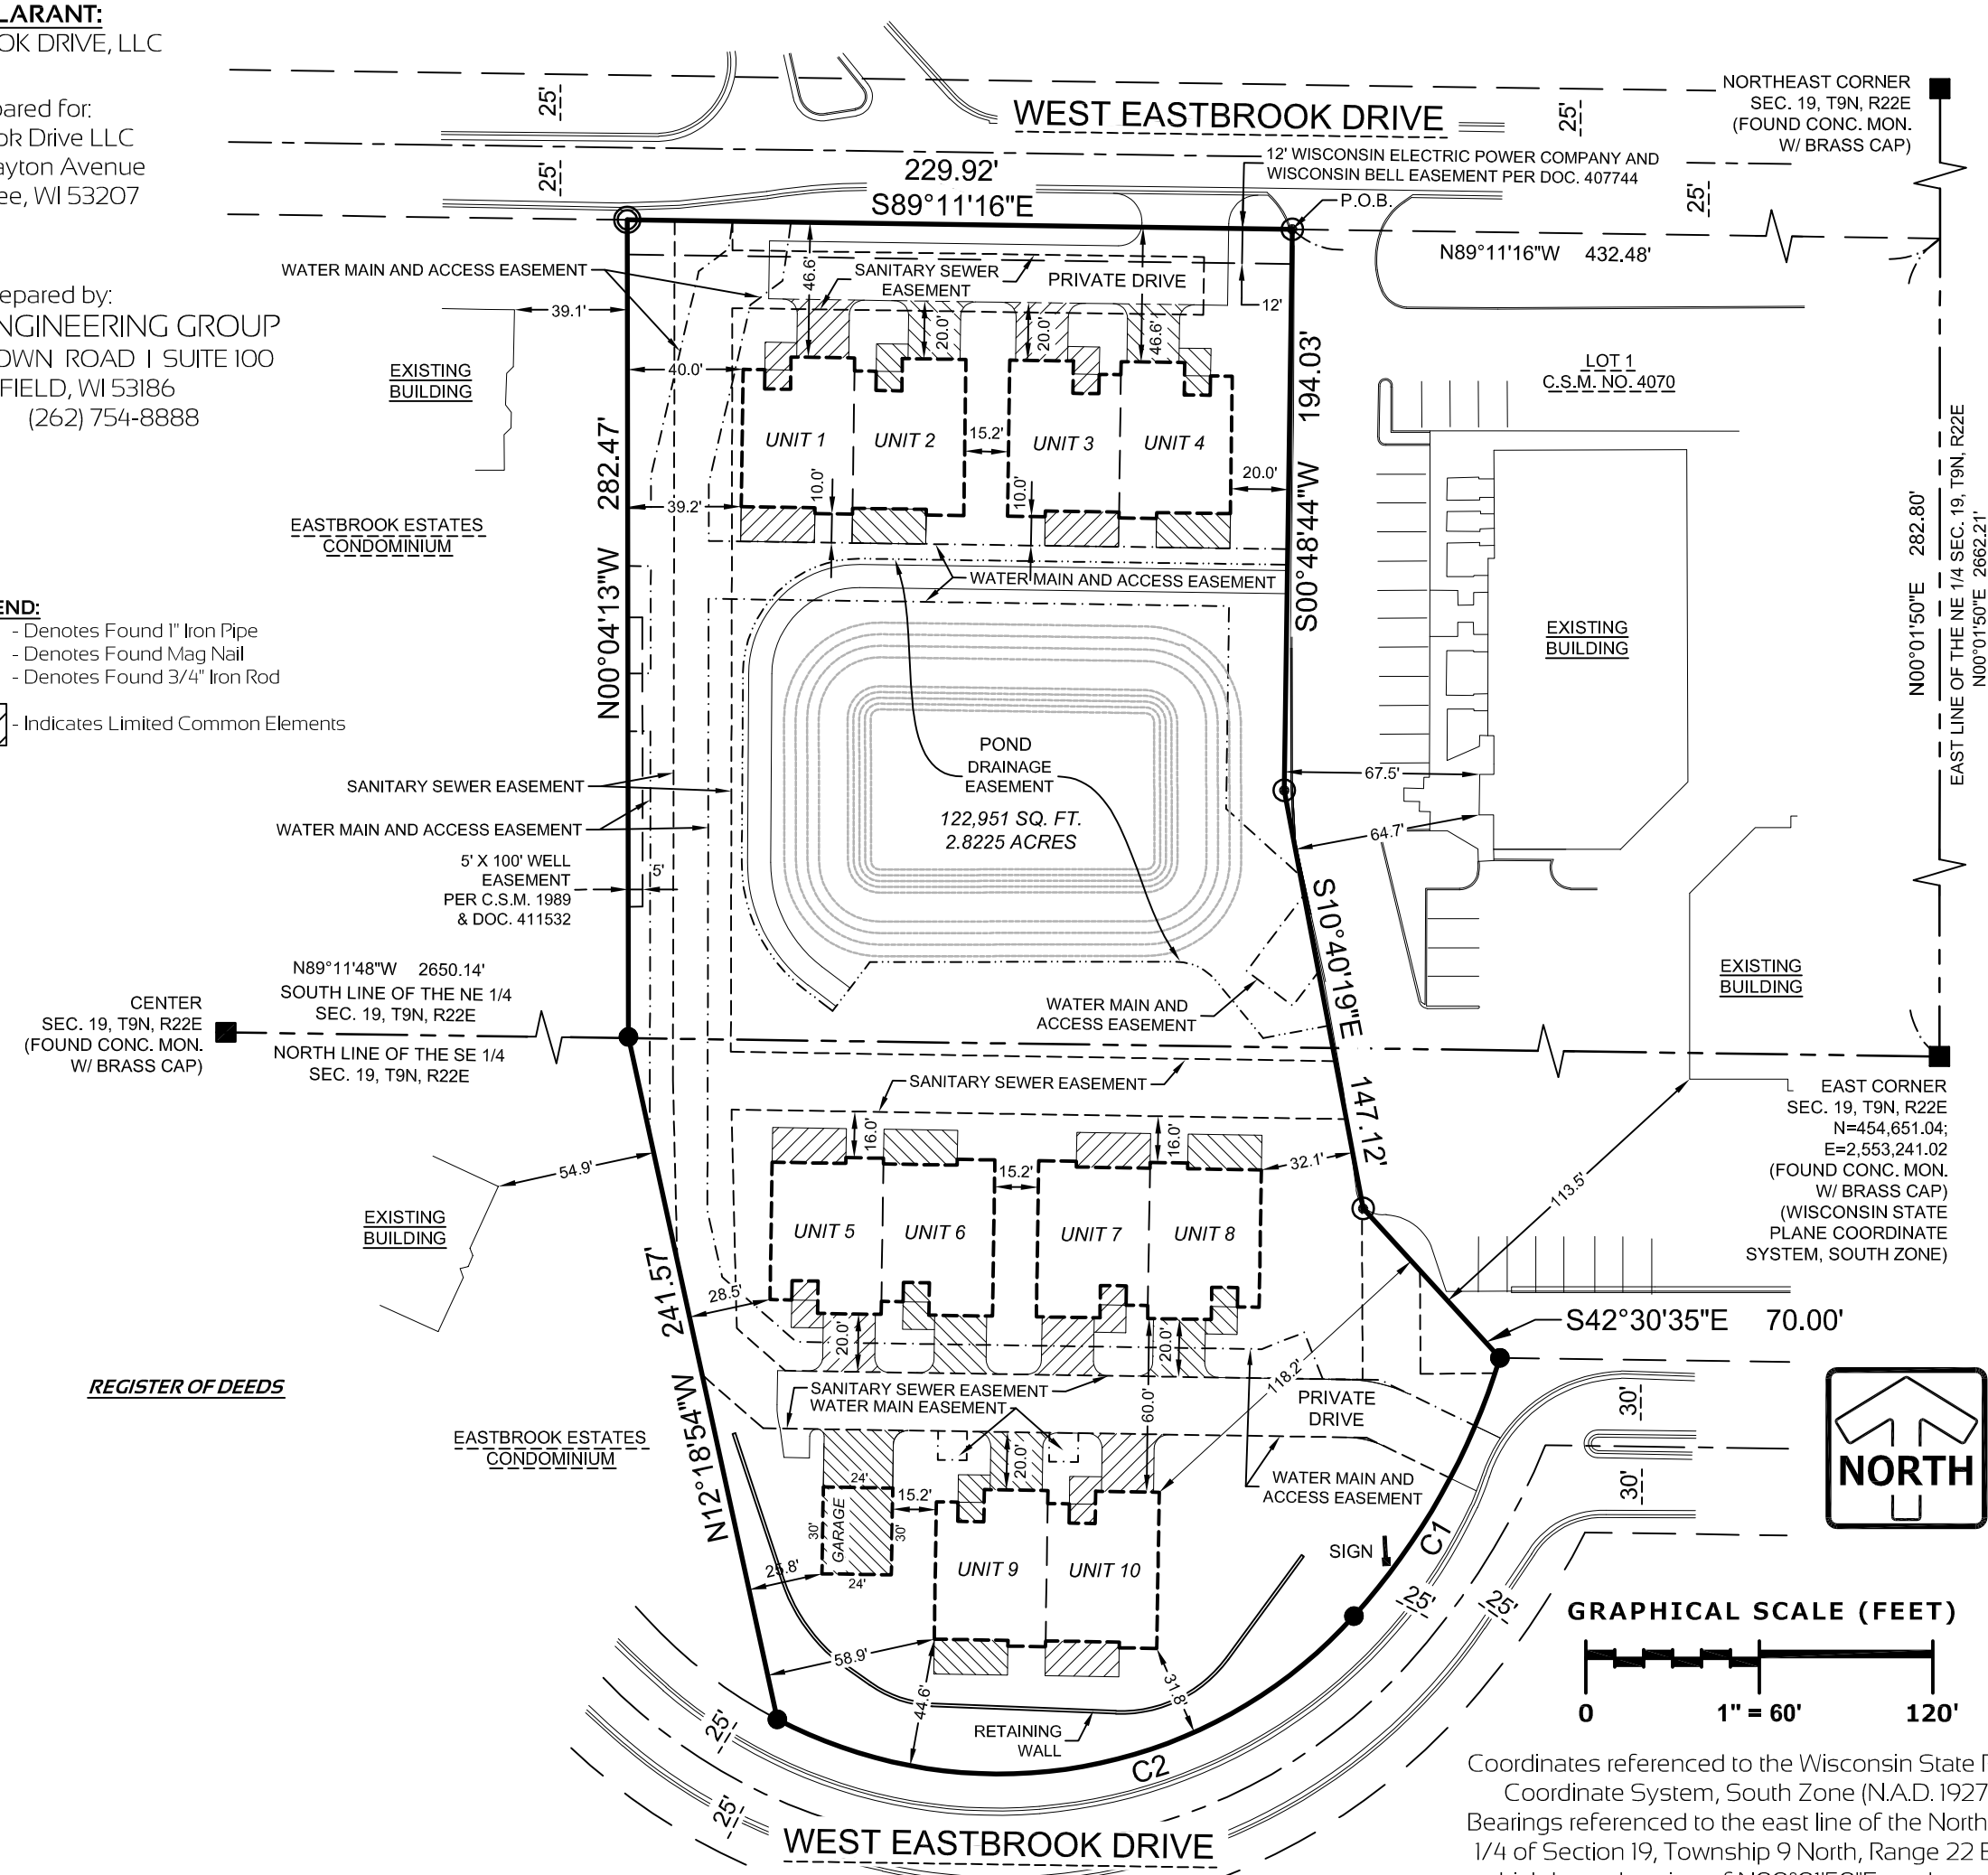 LARANT:
OK DRIVE, LLC
pared for:
ok Drive LLC
ayton Avenue
ee, WI 53207
epared by:
NGINEERING GROUP
OWN ROAD | SUITE 100
FIELD, WI 53186
(262) 754-8888
END:
- Denotes Found 1" Iron Pipe
- Denotes Found Mag Nail
- Denotes Found 3/4" Iron Rod
- Indicates Limited Common Elements
25'
25'
WEST EASTBROOK DRIVE
25'
25'
229.92'
S89°11'16"E
12' WISCONSIN ELECTRIC POWER COMPANY AND
WISCONSIN BELL EASEMENT PER DOC. 407744
P.O.B.
NORTHEAST CORNER
SEC. 19, T9N, R22E
(FOUND CONC. MON.
W/ BRASS CAP)
N89°11'16"W 432.48'
WATER MAIN AND ACCESS EASEMENT
46.6'
SANITARY SEWER
EASEMENT
PRIVATE DRIVE
12'
39.1'
20.0'
20.0'
46.6'
EXISTING
BUILDING
40.0'
LOT 1
C.S.M. NO. 4070
UNIT 1
UNIT 2
15.2'
UNIT 3
UNIT 4
20.0'
39.2'
10.0'
10.0'
N00°04'13"W 282.47'
S00°48'44"W 194.03'
EASTBROOK ESTATES
CONDOMINIUM
WATER MAIN AND ACCESS EASEMENT
EXISTING
BUILDING
N00°01'50"E 282.80'
EAST LINE OF THE NE 1/4 SEC. 19, T9N, R22E
N00°01'50"E 2662.21'
POND
DRAINAGE
EASEMENT
122,951 SQ. FT.
2.8225 ACRES
67.5'
64.7'
SANITARY SEWER EASEMENT
WATER MAIN AND ACCESS EASEMENT
5' X 100' WELL
EASEMENT
PER C.S.M. 1989
& DOC. 411532
5'
S10°40'19"E 147.12'
N89°11'48"W 2650.14'
SOUTH LINE OF THE NE 1/4
SEC. 19, T9N, R22E
CENTER
SEC. 19, T9N, R22E
(FOUND CONC. MON.
W/ BRASS CAP)
NORTH LINE OF THE SE 1/4
SEC. 19, T9N, R22E
WATER MAIN AND
ACCESS EASEMENT
EXISTING
BUILDING
SANITARY SEWER EASEMENT
EAST CORNER
SEC. 19, T9N, R22E
N=454,651.04;
E=2,553,241.02
(FOUND CONC. MON.
W/ BRASS CAP)
(WISCONSIN STATE
PLANE COORDINATE
SYSTEM, SOUTH ZONE)
16.0'
16.0'
54.9'
15.2'
32.1'
113.5'
EXISTING
BUILDING
UNIT 5
UNIT 6
UNIT 7
UNIT 8
28.5'
N12°18'54"W 241.57'
S42°30'35"E 70.00'
20.0'
20.0'
118.2'
REGISTER OF DEEDS
SANITARY SEWER EASEMENT
WATER MAIN EASEMENT
60.0'
PRIVATE
DRIVE
EASTBROOK ESTATES
CONDOMINIUM
20.0'
WATER MAIN AND
ACCESS EASEMENT
30'
30'
NORTH
24'
15.2'
30'
GARAGE
30'
24'
25.8'
UNIT 9
UNIT 10
SIGN
C1
25'
25'
58.9'
44.6'
31.8'
RETAINING
WALL
C2
25'
25'
WEST EASTBROOK DRIVE
GRAPHICAL SCALE (FEET)
0 1" = 60' 120'
Coordinates referenced to the Wisconsin State
Coordinate System, South Zone (N.A.D. 1927
Bearings referenced to the east line of the North
1/4 of Section 19, Township 9 North, Range 22